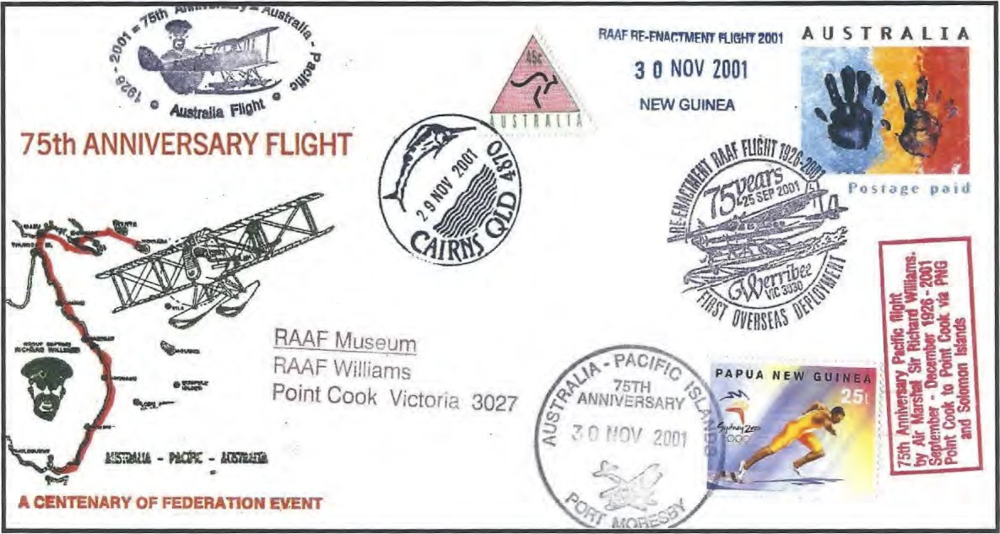 1926 - 2001 = 75th Anniversary = Australia - Pacific
Australia Flight
75th ANNIVERSARY FLIGHT
45c
AUSTRALIA
RAAF RE-ENACTMENT FLIGHT 2001
30 NOV 2001
NEW GUINEA
AUSTRALIA
Postage paid
29 NOV 2001
4870
CAIRNS QLD
RE-ENACTMENT RAAF FLIGHT 1926-2001
75 years
25 SEP 2001
Werribee
VIC 3030
FIRST OVERSEAS DEPLOYMENT
VILA
GROUP CAPTAIN
RICHARD WILLIAMS
RAAF Museum
RAAF Williams
Point Cook Victoria 3027
AUSTRALIA - PACIFIC - AUSTRALIA
A CENTENARY OF FEDERATION EVENT
AUSTRALIA - PACIFIC ISLANDS
75TH
ANNIVERSARY
30 NOV 2001
PORT MORESBY
PAPUA NEW GUINEA
25t
Sydney 2000
75th Anniversary Pacific flight
by Air Marshal Sir Richard Williams.
September - December 1926 - 2001
Point Cook to Point Cook via PNG
and Solomon Islands